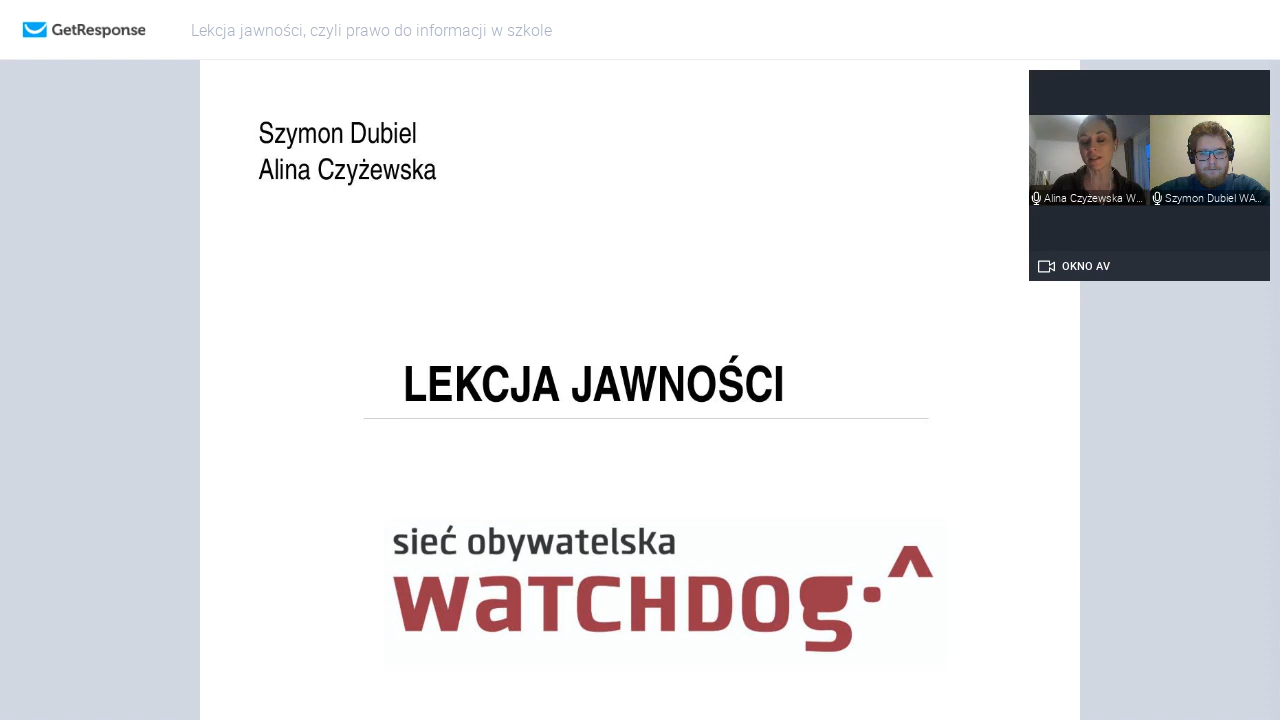 GetResponse
Lekcja jawności, czyli prawo do informacji w szkole
Szymon Dubiel
Alina Czyżewska
Alina Czyżewska W...
Szymon Dubiel WA...
OKNO AV
LEKCJA JAWNOŚCI
sieć obywatelska
WaTCHDOg